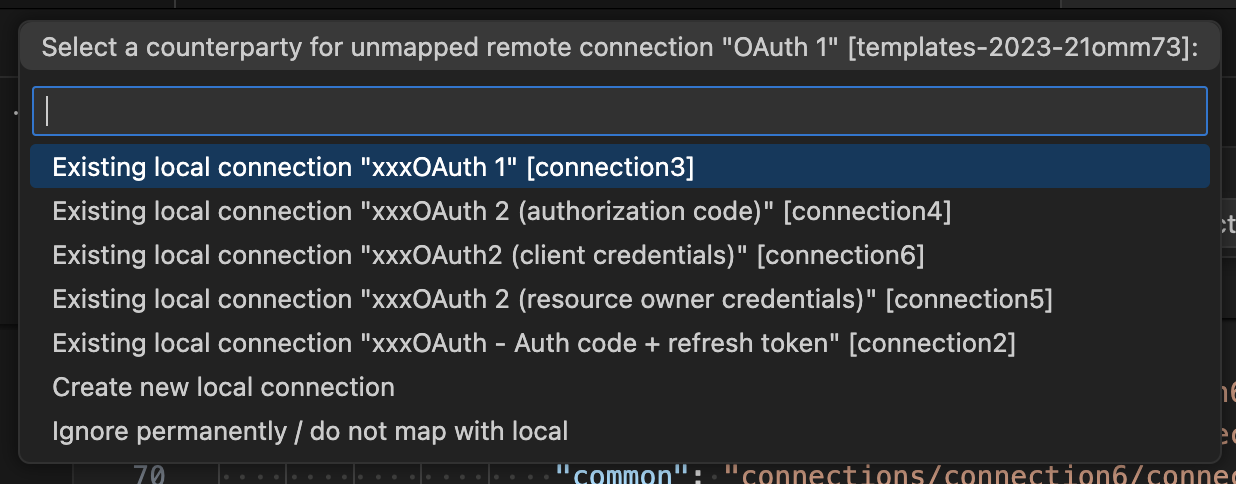 Select a counterparty for unmapped remote connection "OAuth 1" [templates-2023-21omm73]:
Existing local connection "xxxOAuth 1" [connection3]
Existing local connection "xxxOAuth 2 (authorization code)" [connection4]
Existing local connection "xxxOAuth2 (client credentials)" [connection6]
Existing local connection "xxxOAuth 2 (resource owner credentials)" [connection5]
Existing local connection "xxxOAuth - Auth code + refresh token" [connection2]
Create new local connection
Ignore permanently / do not map with local
70 "common": "connections/connection6/connec